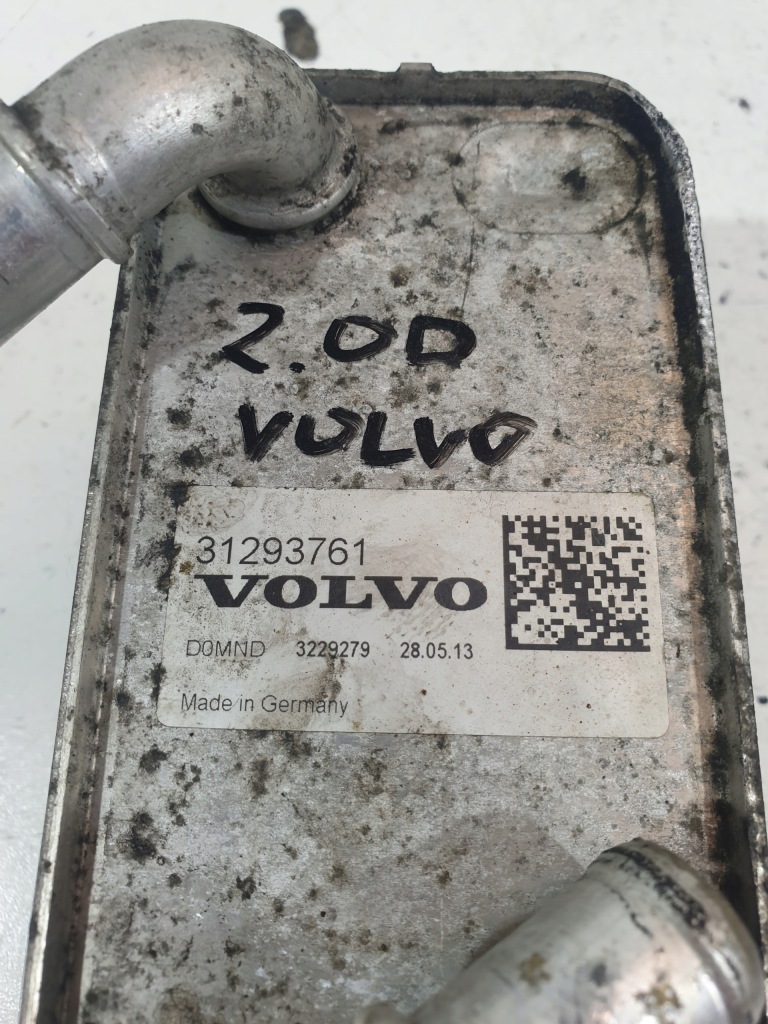 2.0D
VOLVO
31293761
VOLVO
D0MND 3229279 28.05.13
Made in Germany